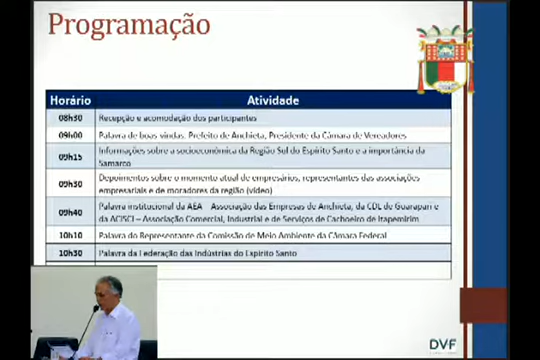 Programação
Horário Atividade
08h30 Recepção e acomodação dos participantes
09h00 Palavra de boas vindas. Prefeito de Anchieta, Presidente da Câmara de Vereadores
09h15 Informações sobre a socioeconômica da Região Sul do Espírito Santo e a importância da
Samarco
09h30 Depoimentos sobre o momento atual de empresários, representantes das associações
empresariais e de moradores da região (vídeo)
09h40 Palavra institucional da AEA – Associação das Empresas de Anchieta, da CDL de Guarapari e
da ACISCI – Associação Comercial, Industrial e de Serviços de Cachoeiro de Itapemirim
10h10 Palavra do Representante da Comissão de Meio Ambiente da Câmara Federal
10h30 Palavra da Federação das Indústrias do Espírito Santo
DVF